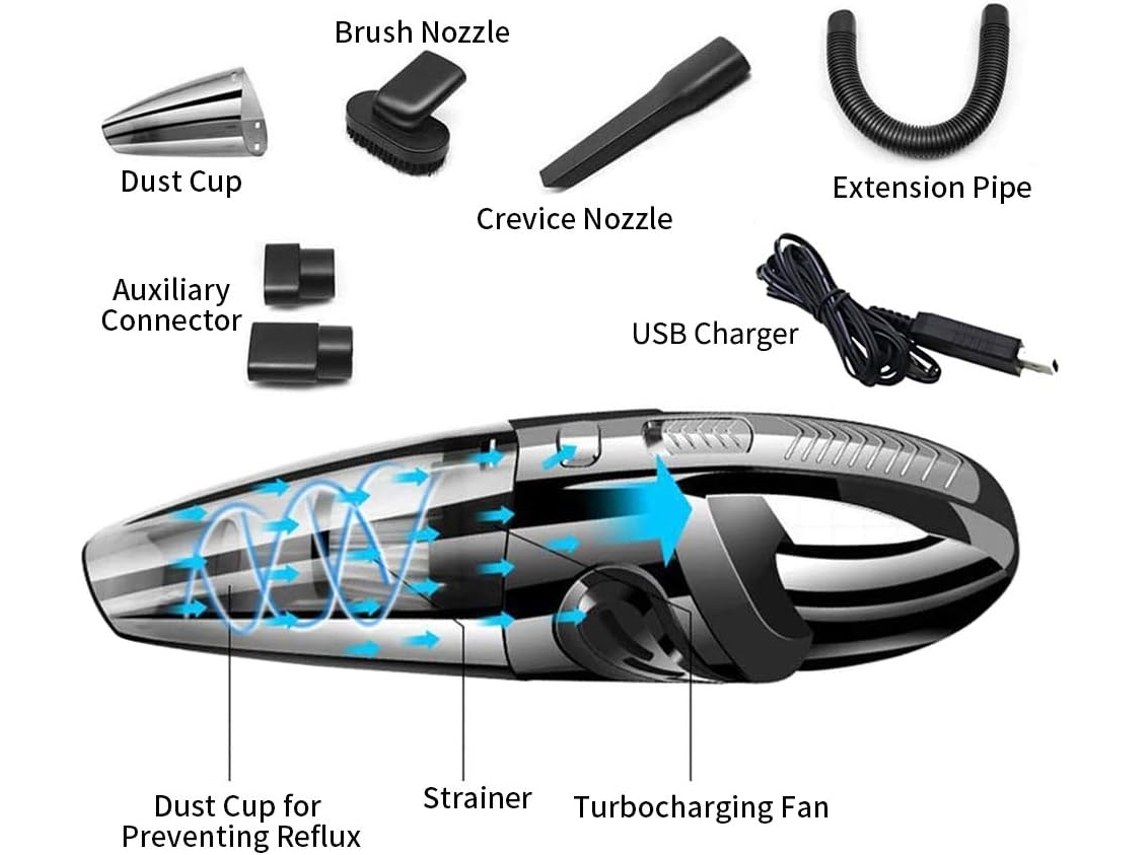 Brush Nozzle
Dust Cup
Crevice Nozzle
Extension Pipe
Auxiliary
Connector
USB Charger
Dust Cup for
Preventing Reflux
Strainer
Turbocharging Fan